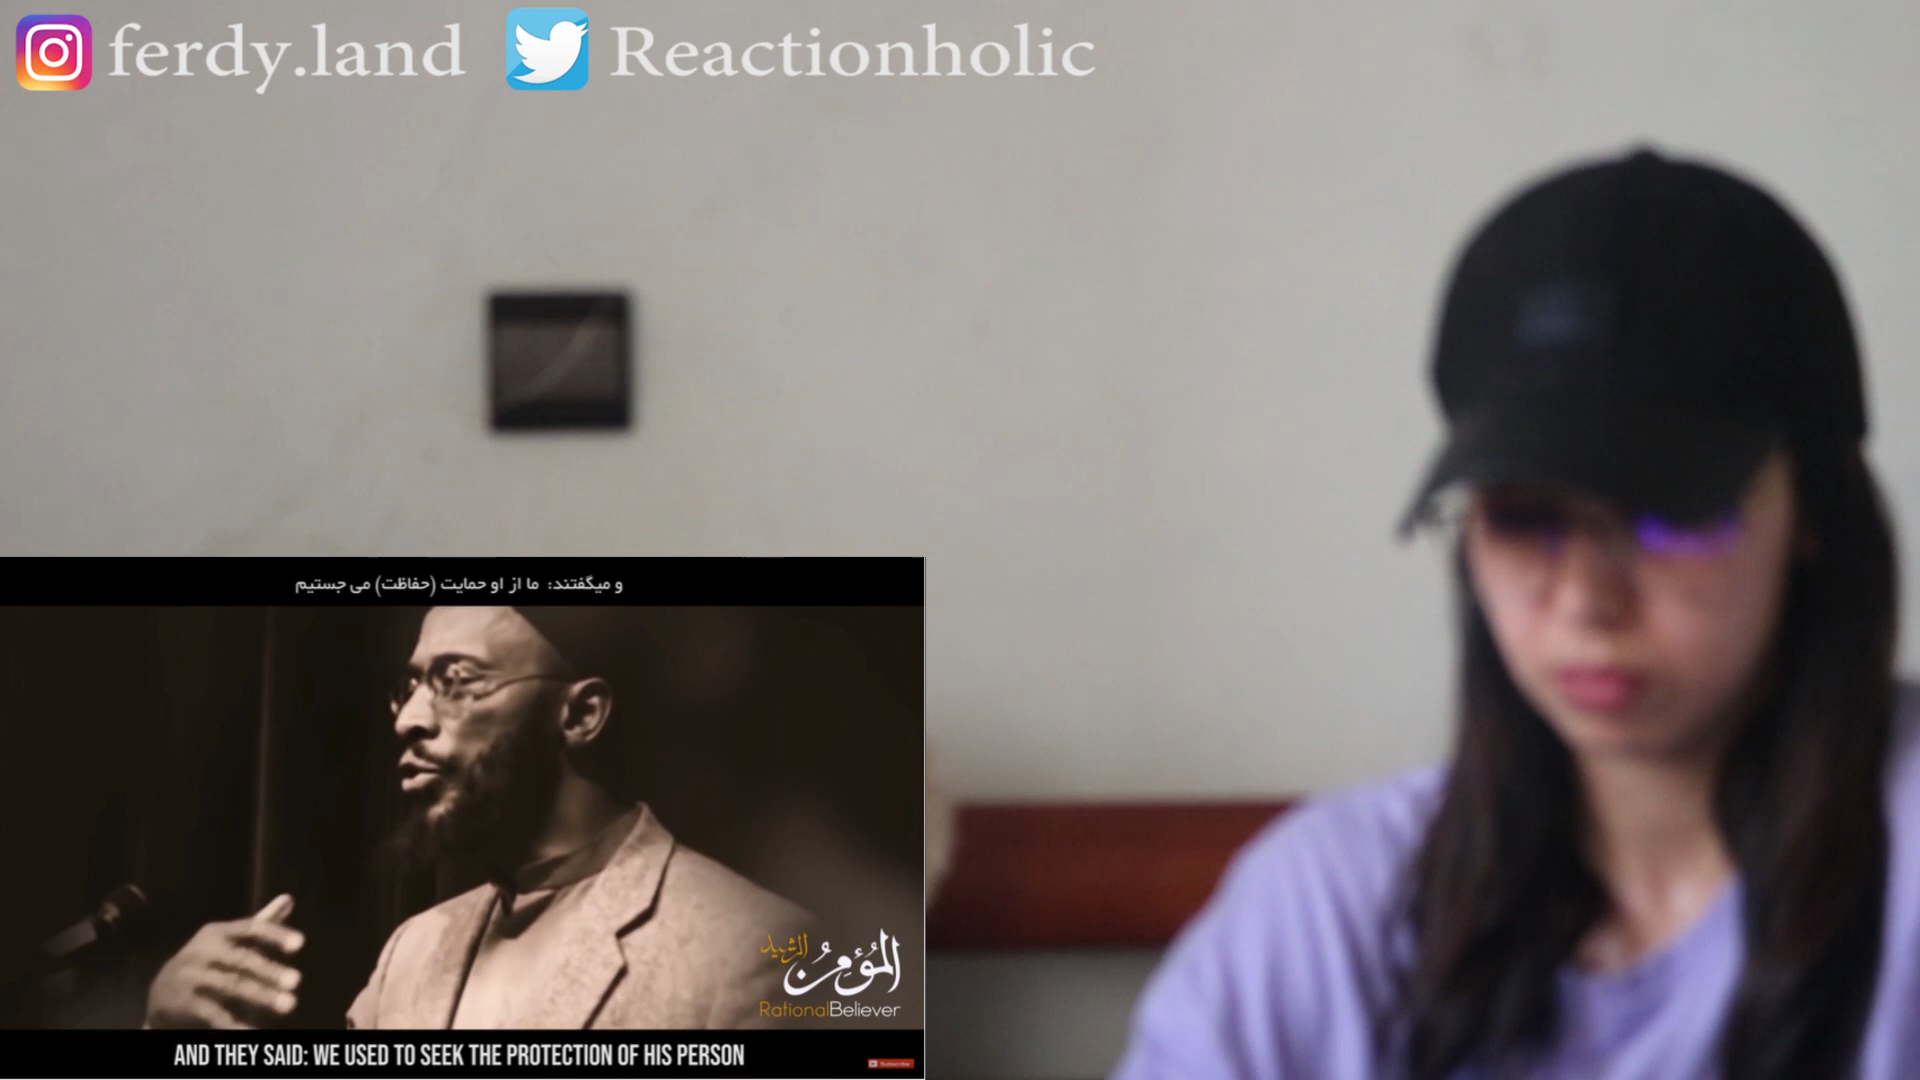 ferdy.land Reactionholic
و میگفتند: ما از او حمایت (حفاظت) می جستیم
المؤمن الرشيد
RationalBeliever
AND THEY SAID: WE USED TO SEEK THE PROTECTION OF HIS PERSON
Subscribe